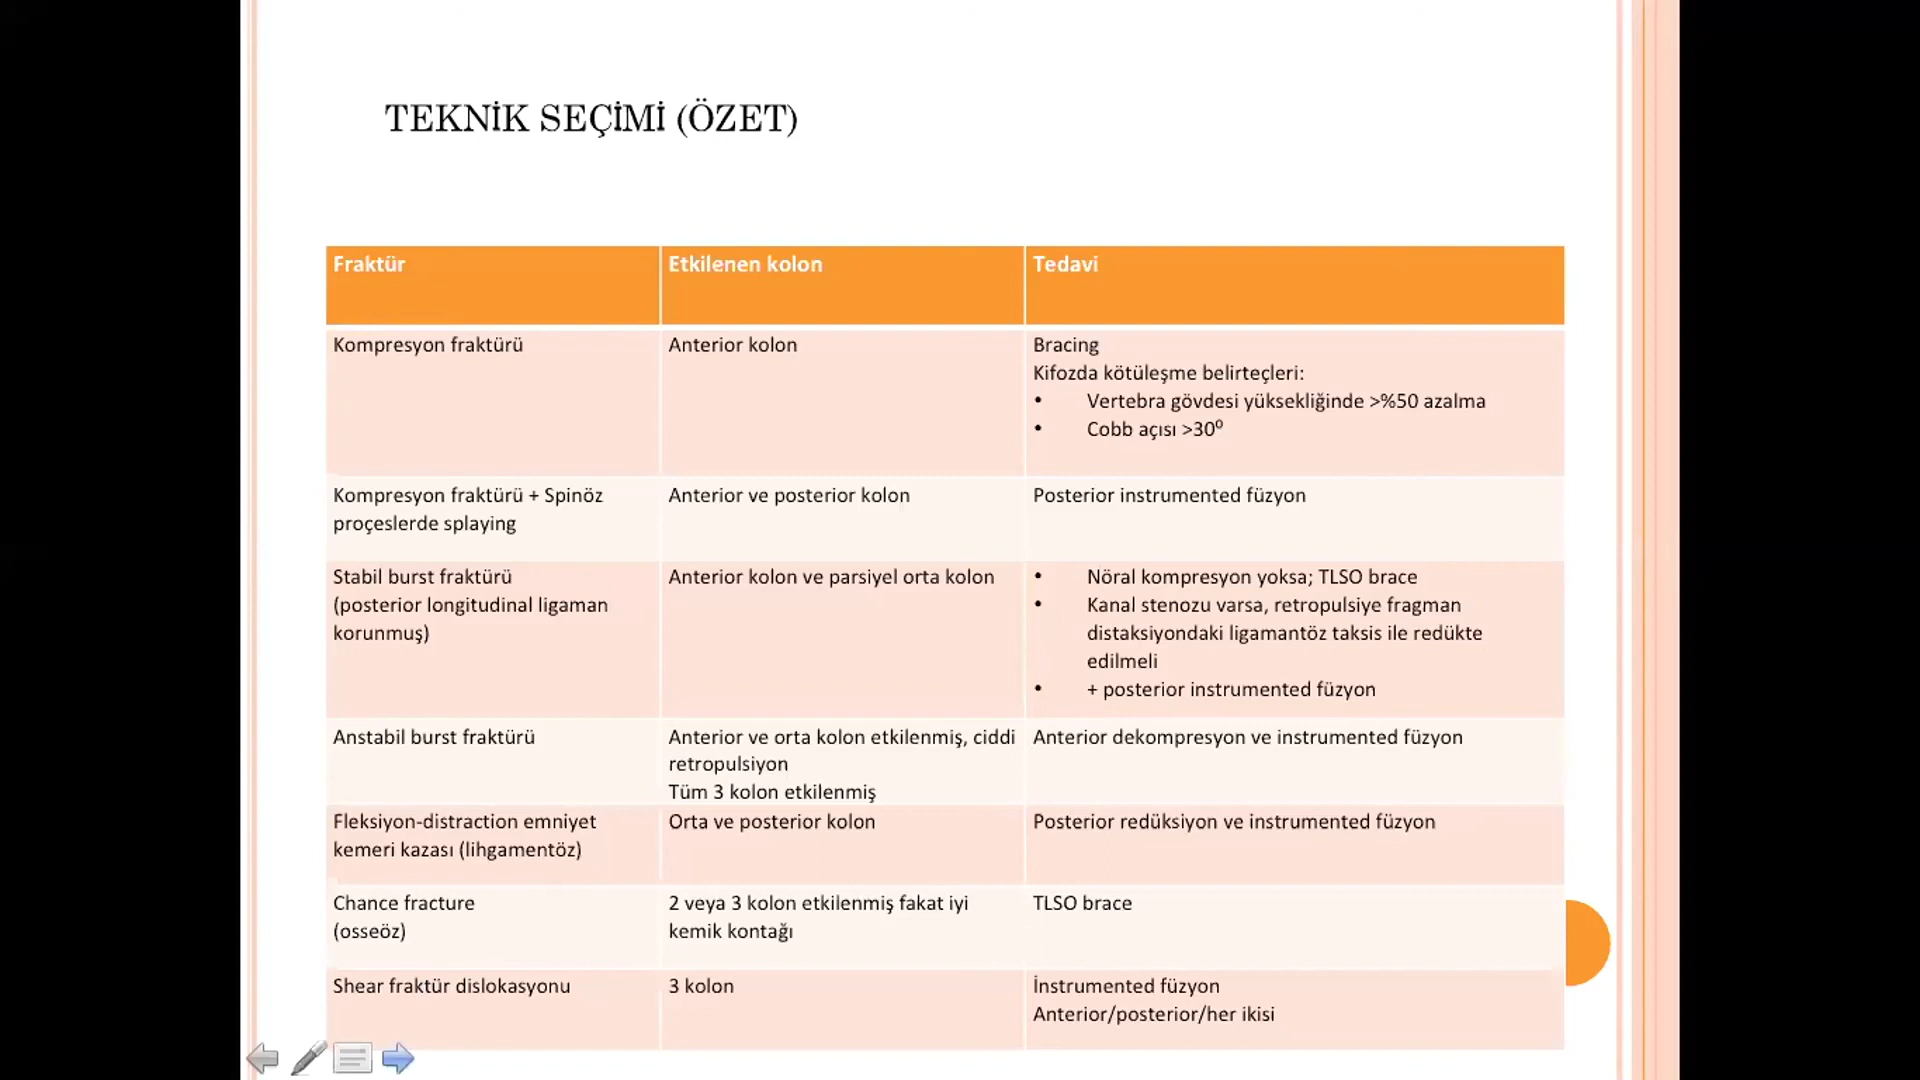 TEKNİK SEÇİMİ (ÖZET)
Fraktür
Etkilenen kolon
Tedavi
Kompresyon fraktürü
Anterior kolon
Bracing
Kifozda kötüleşme belirteçleri:
• Vertebra gövdesi yüksekliğinde >%50 azalma
• Cobb açısı >30⁰
Kompresyon fraktürü + Spinöz
proçeslerde splaying
Anterior ve posterior kolon
Posterior instrumented füzyon
Stabil burst fraktürü
(posterior longitudinal ligaman
korunmuş)
Anterior kolon ve parsiyel orta kolon
• Nöral kompresyon yoksa; TLSO brace
• Kanal stenozu varsa, retropulsiye fragman
distaksiyondaki ligamantöz taksis ile redükte
edilmeli
• + posterior instrumented füzyon
Anstabil burst fraktürü
Anterior ve orta kolon etkilenmiş, ciddi
retropulsiyon
Tüm 3 kolon etkilenmiş
Anterior dekompresyon ve instrumented füzyon
Fleksiyon-distraction emniyet
kemeri kazası (lihgamentöz)
Orta ve posterior kolon
Posterior redüksiyon ve instrumented füzyon
Chance fracture
(osseöz)
2 veya 3 kolon etkilenmiş fakat iyi
kemik kontağı
TLSO brace
Shear fraktür dislokasyonu
3 kolon
İnstrumented füzyon
Anterior/posterior/her ikisi